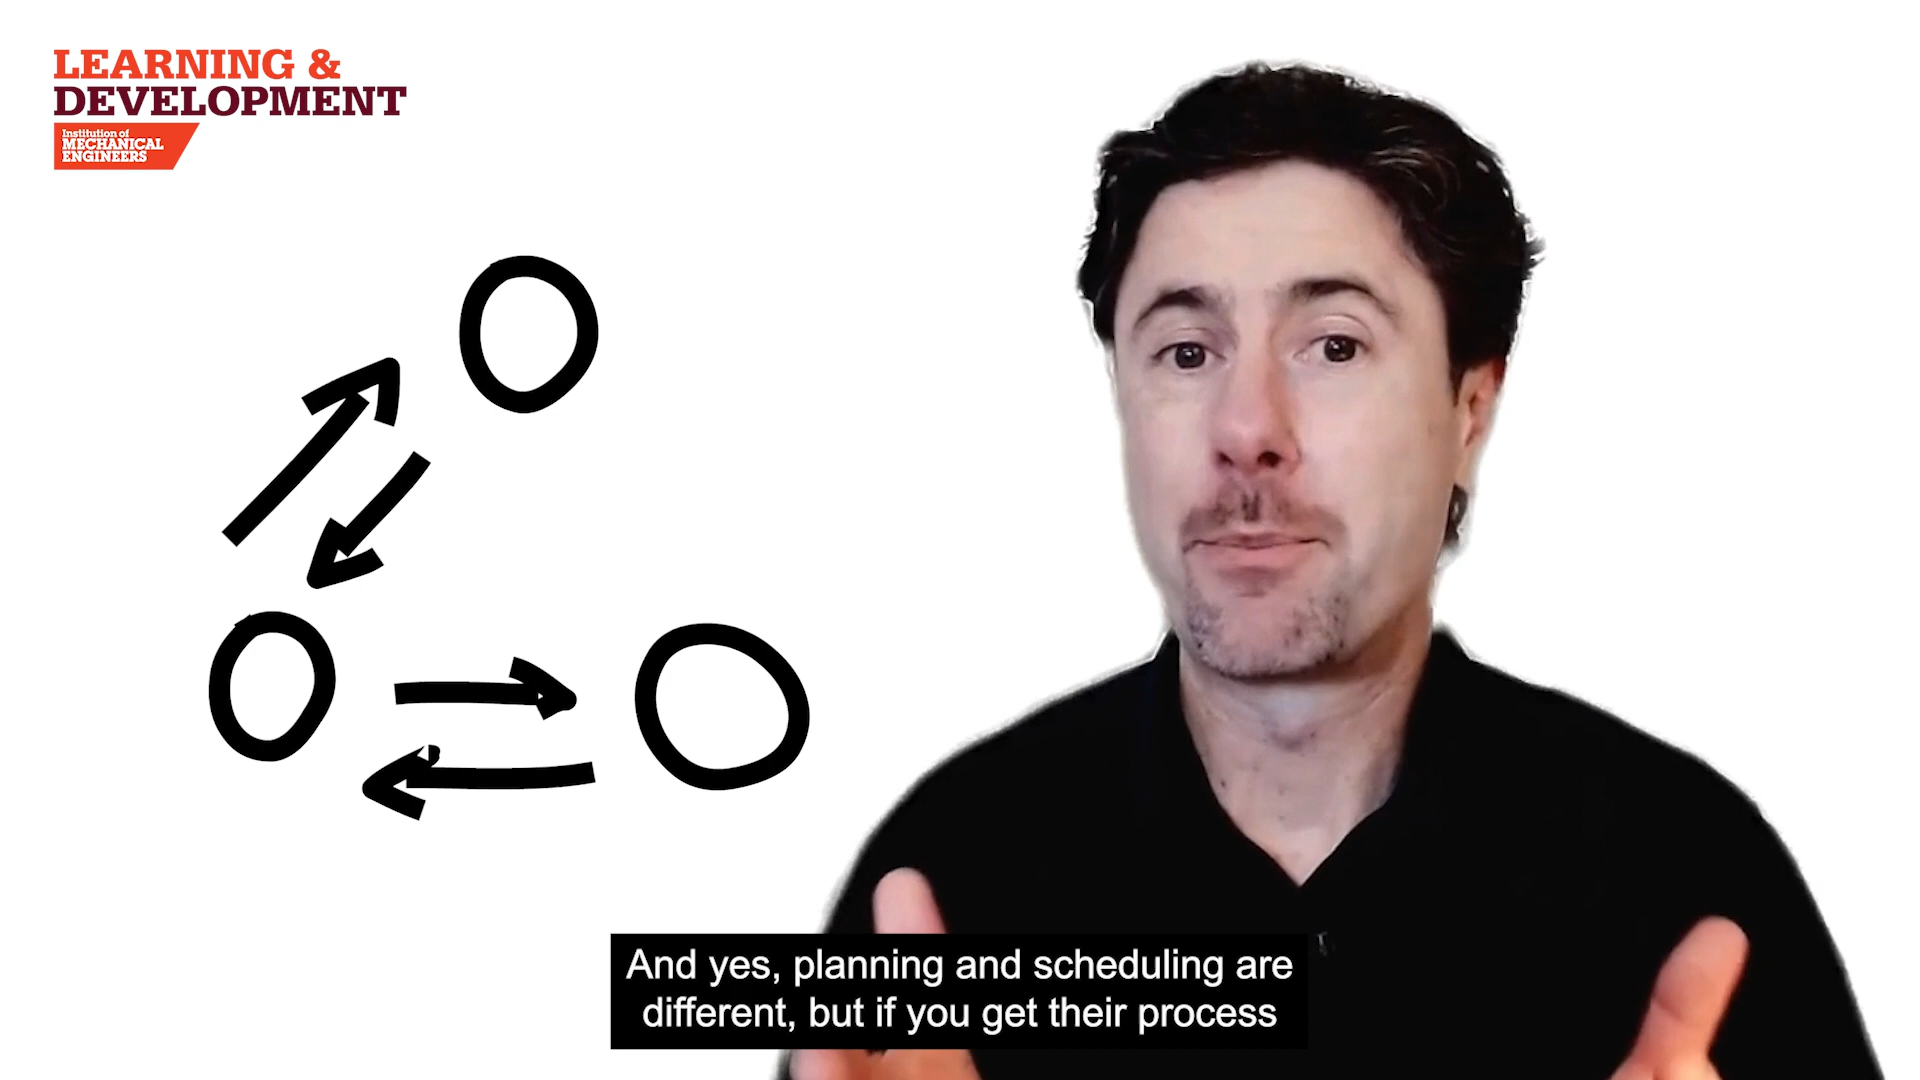 LEARNING &
DEVELOPMENT
Institution of
MECHANICAL
ENGINEERS
And yes, planning and scheduling are
different, but if you get their process